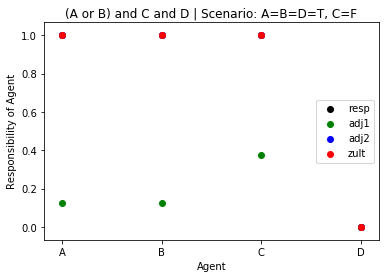 (A or B) and C and D | Scenario: A=B=D=T, C=F
Responsibility of Agent
1.0
0.8
0.6
0.4
0.2
0.0
resp
adj1
adj2
zult
A B C D
Agent